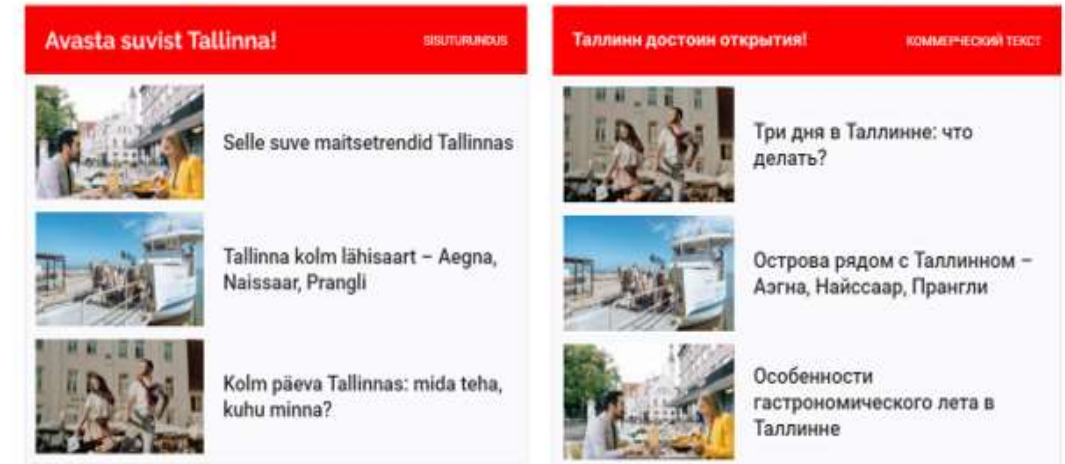 Avasta suvist Tallinna!
SISUTURUNDUS
Selle suve maitsetrendid Tallinnas
Tallinna kolm lähisaart – Aegna,
Naissaar, Prangli
Kolm päeva Tallinnas: mida teha,
kuhu minna?
Таллинн достоин открытия!
КОММЕРЧЕСКИЙ ТЕКСТ
Три дня в Таллинне: что
делать?
Острова рядом с Таллинном –
Аэгна, Найссаар, Прангли
Особенности
гастрономического лета в
Таллинне